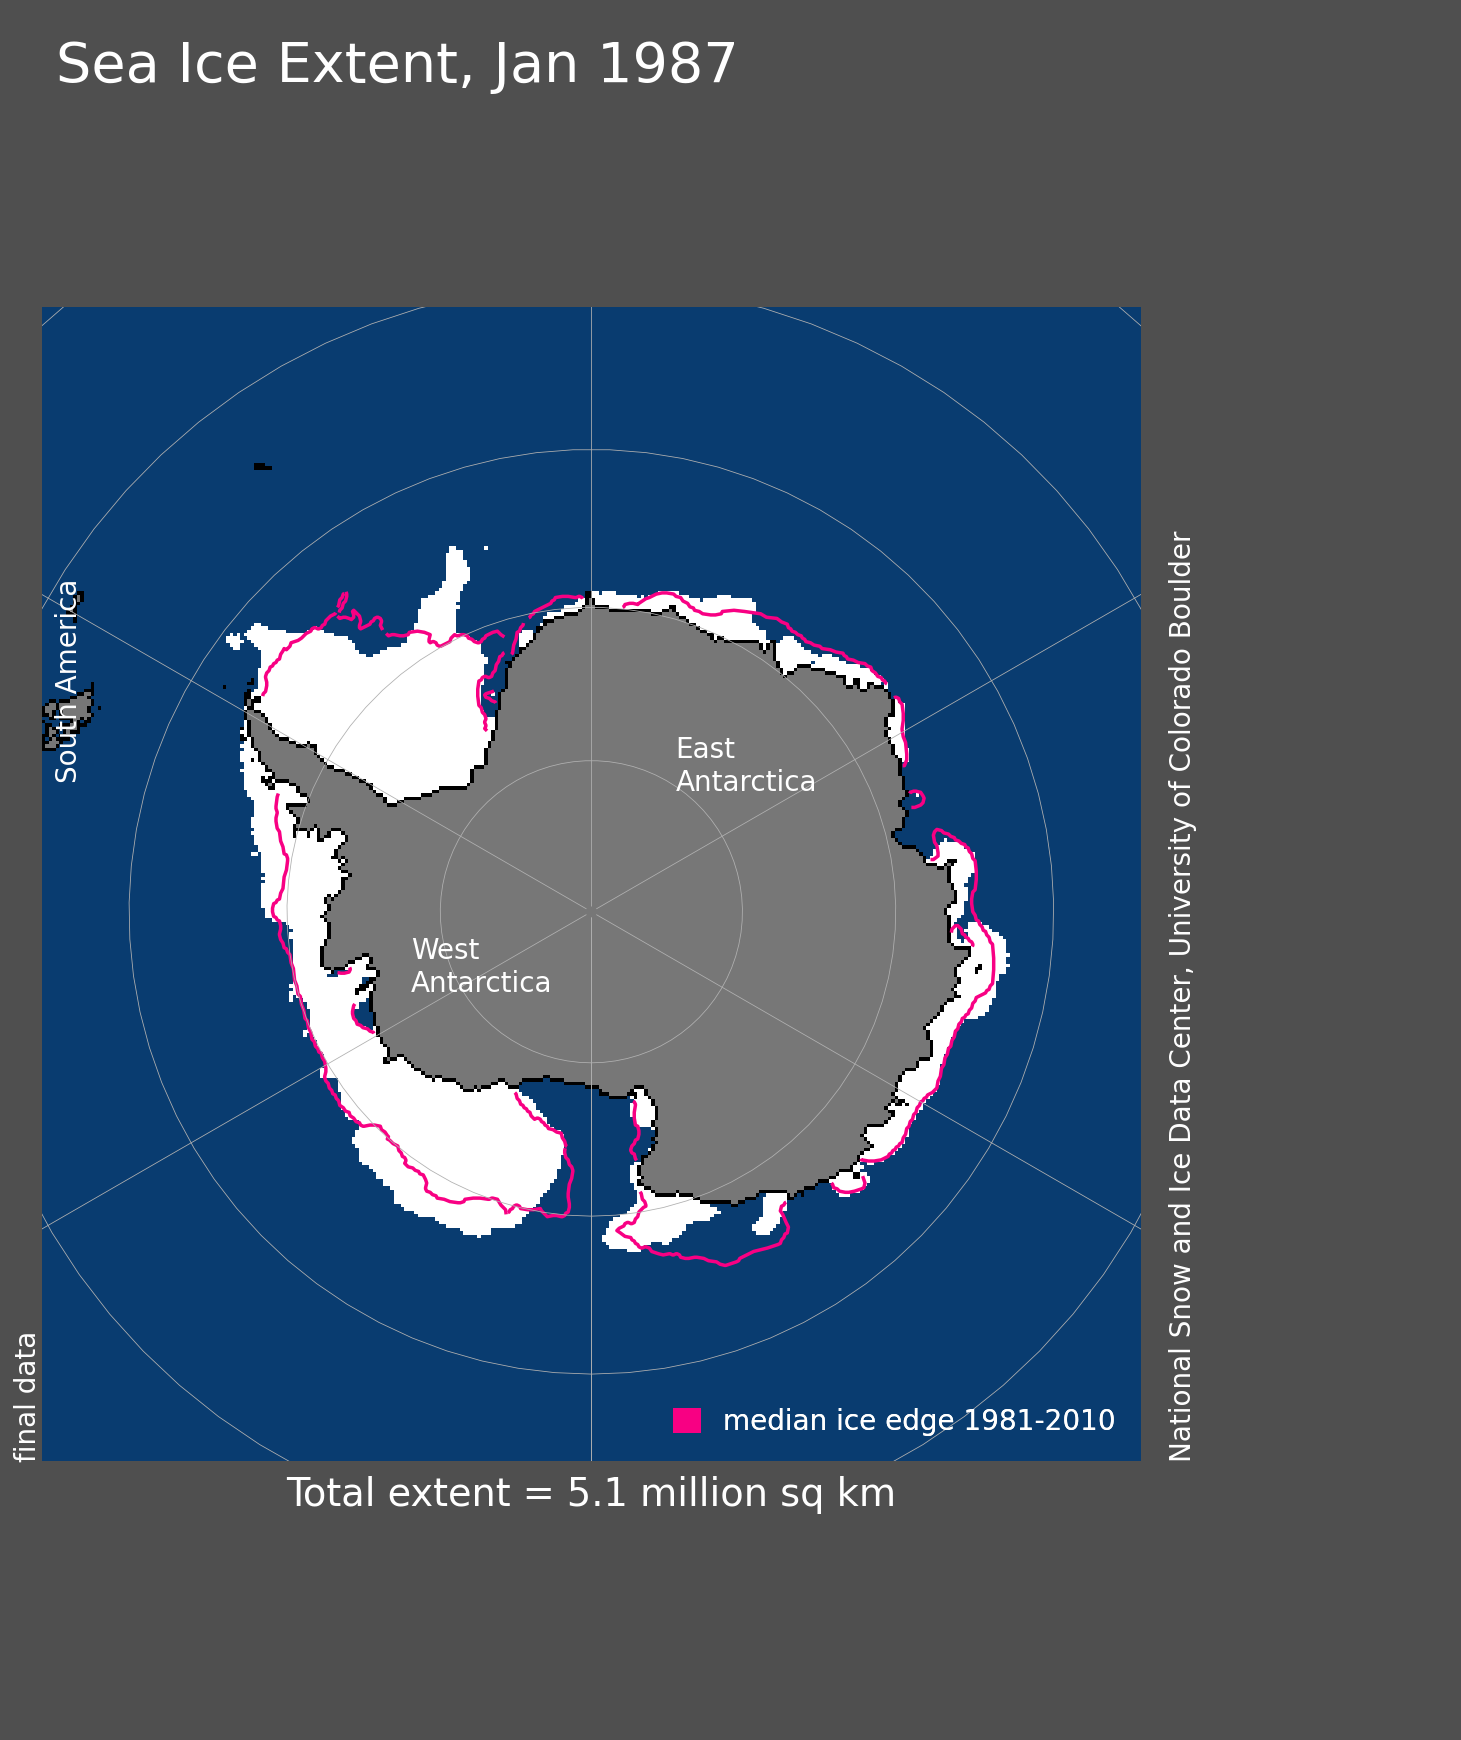 Sea Ice Extent, Jan 1987
South America
East
Antarctica
West
Antarctica
National Snow and Ice Data Center, University of Colorado Boulder
final data
median ice edge 1981-2010
Total extent = 5.1 million sq km